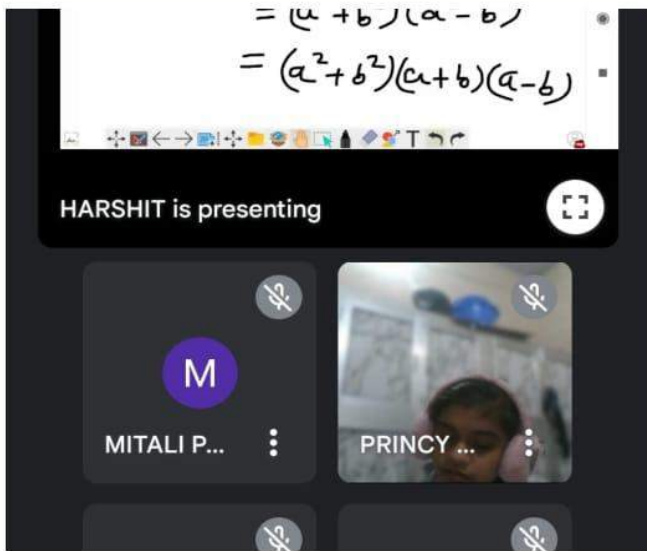 = (a²+b²)(a+b)(a-b)
T
HARSHIT is presenting
M
MITALI P...
PRINCY ...